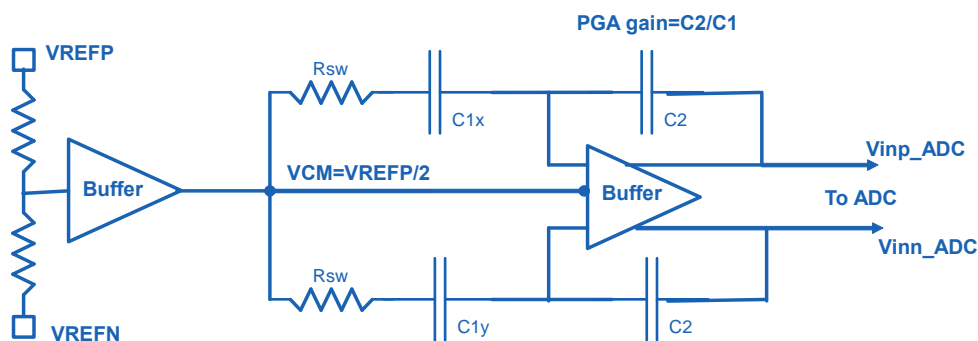 PGA gain=C2/C1
VREFP
Rsw
C1x
C2
Buffer
VCM=VREFP/2
Buffer
Vinp_ADC
To ADC
Vinn_ADC
Rsw
C1y
C2
VREFN